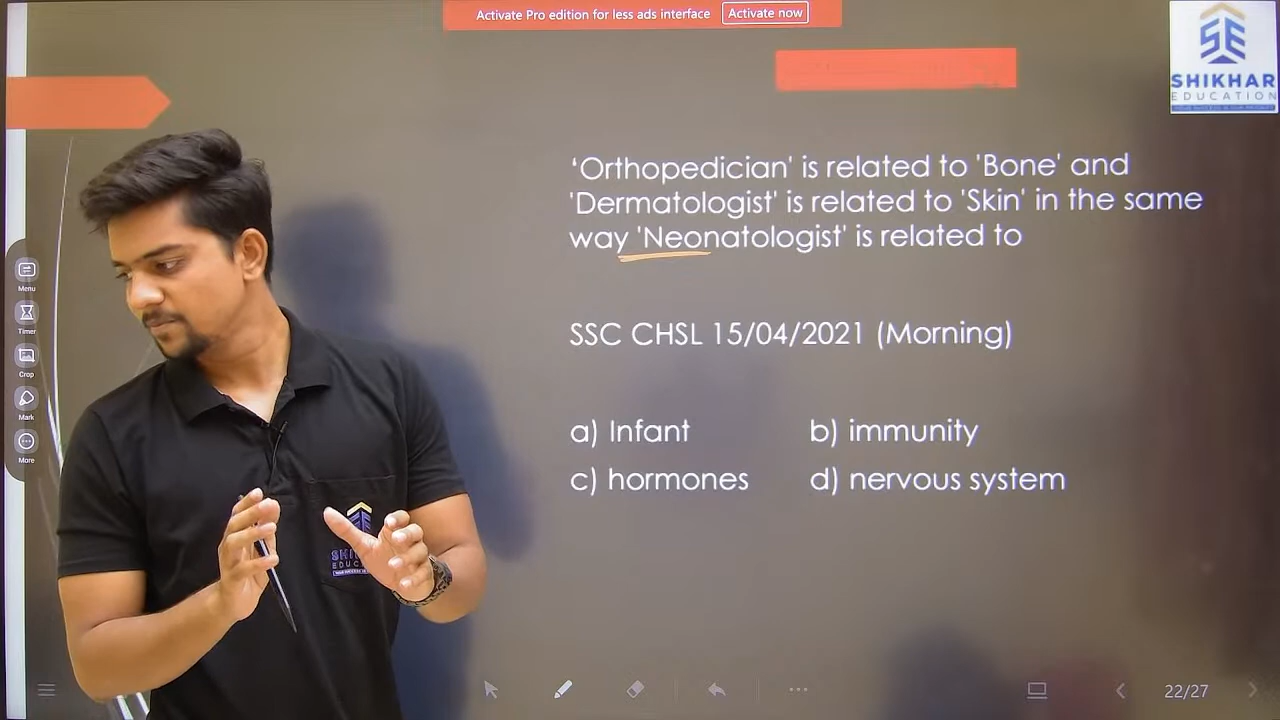 Activate Pro edition for less ads interface
Activate now
SHIKHAR
EDUCATION
'Orthopedician' is related to 'Bone' and
'Dermatologist' is related to 'Skin' in the same
way 'Neonatologist' is related to
SSC CHSL 15/04/2021 (Morning)
a) Infant b) immunity
c) hormones d) nervous system
Menu
Timer
Crop
Mark
More
22/27